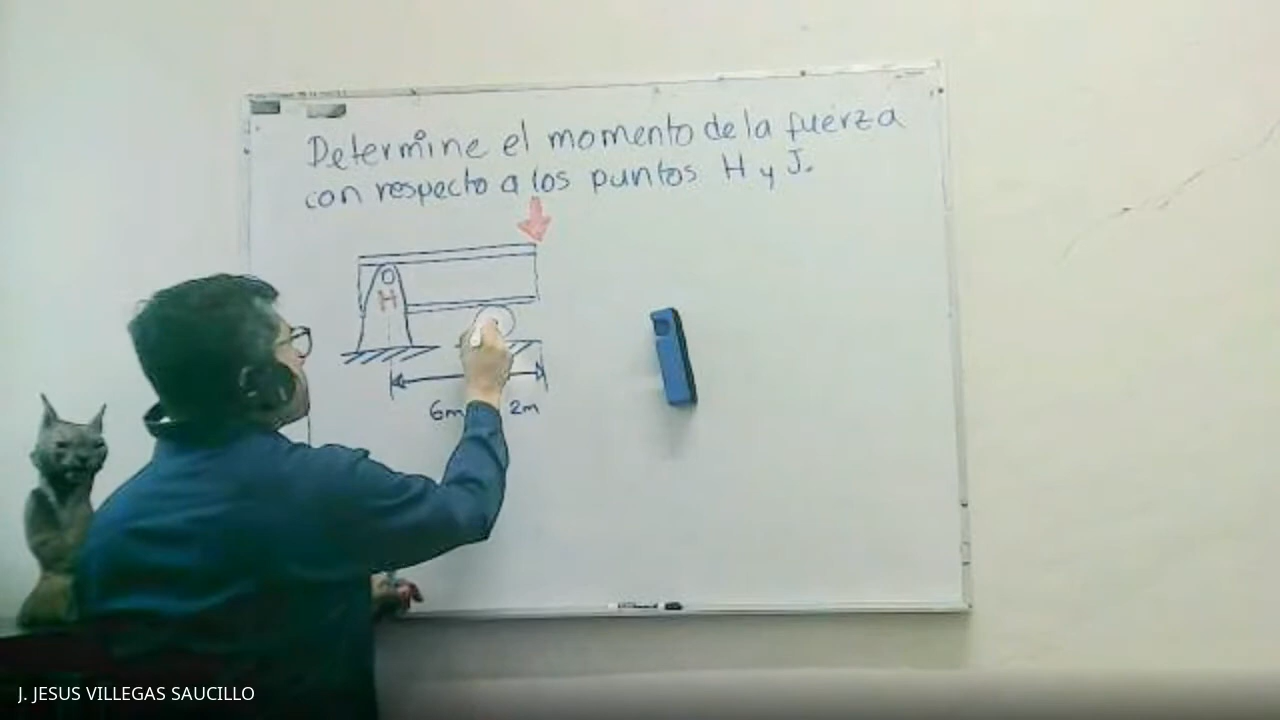 Determine el momento de la fuerza
con respecto a los puntos H y J.
H
6m 2m
J. JESUS VILLEGAS SAUCILLO